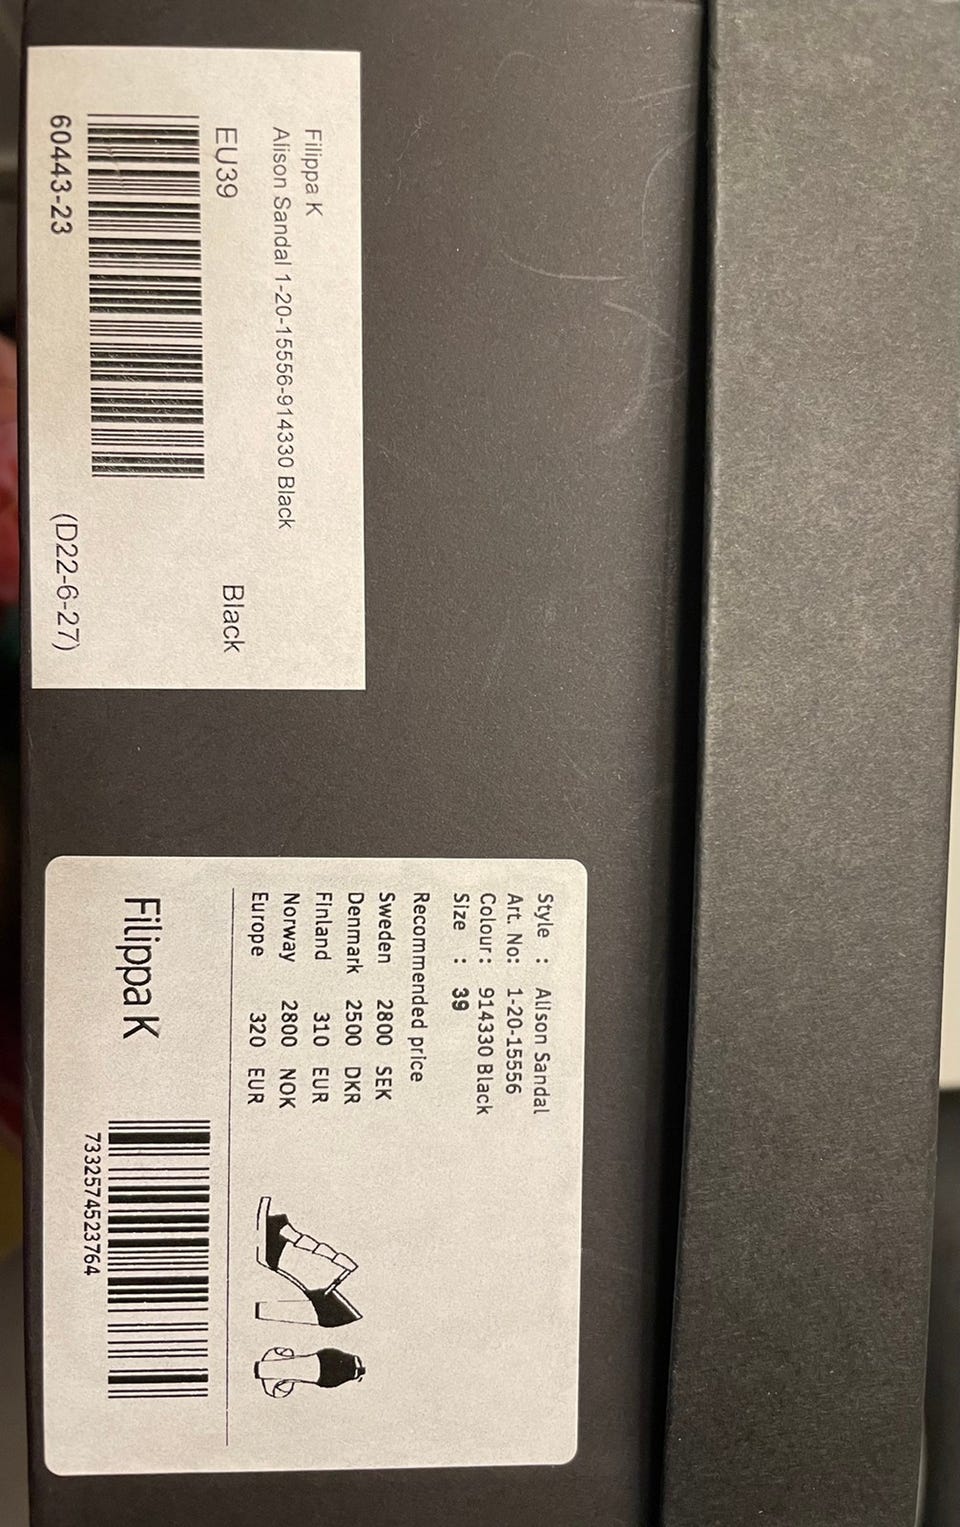 Filippa K
Alison Sandal 1-20-15556-914330 Black
EU39 Black
60443-23 (D22-6-27)
Style : Alison Sandal
Art. No: 1-20-15556
Colour: 914330 Black
Size : 39
Recommended price
Sweden 2800 SEK
Denmark 2500 DKR
Finland 310 EUR
Norway 2800 NOK
Europe 320 EUR
Filippa K
7332574523764